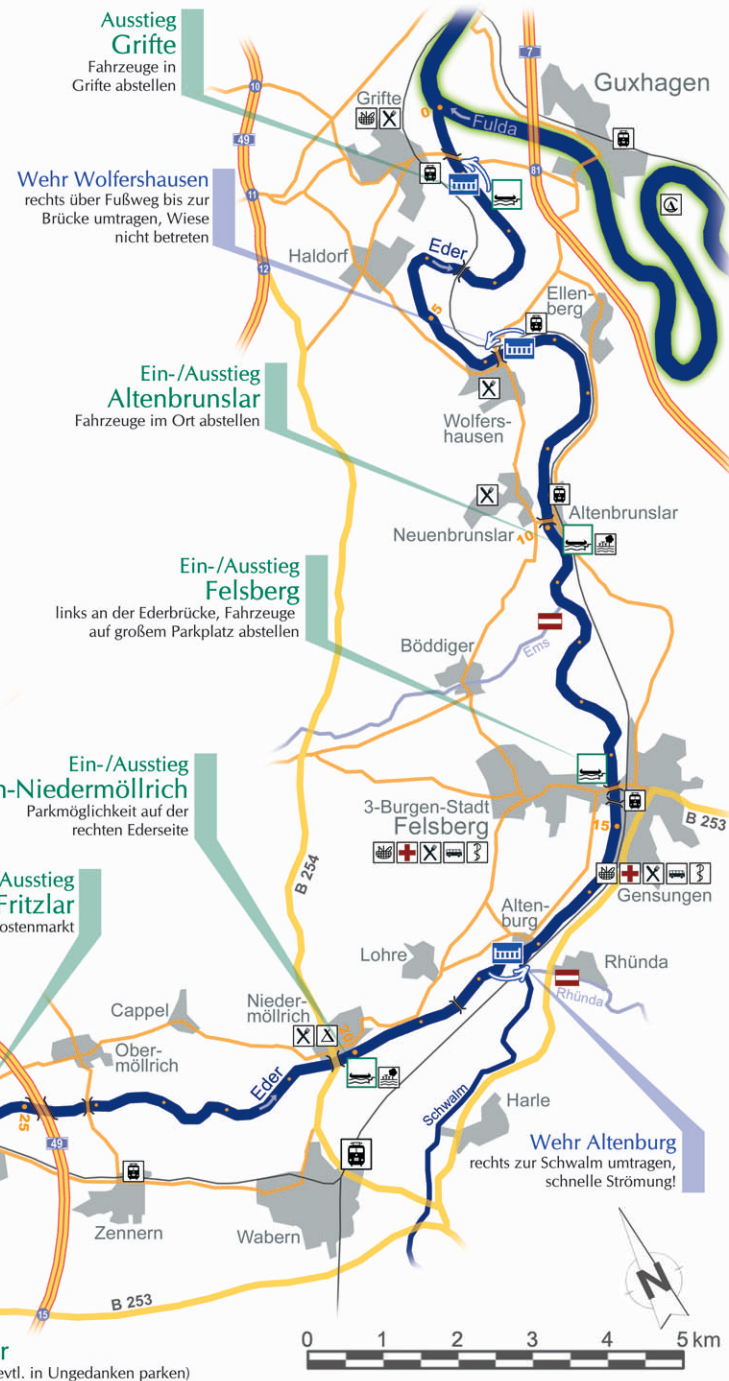 Ausstieg
Grifte
Fahrzeuge in
Grifte abstellen
7
Guxhagen
10
Grifte
0
Fulda
49
Wehr Wolfershausen
rechts über Fußweg bis zur
Brücke umtragen, Wiese
nicht betreten
81
11
Haldorf
Eder
12
Ellen-
berg
5
Ein-/Ausstieg
Altenbrunslar
Fahrzeuge im Ort abstellen
Wolfers-
hausen
Altenbrunslar
Neuenbrunslar
10
Ein-/Ausstieg
Felsberg
links an der Ederbrücke, Fahrzeuge
auf großem Parkplatz abstellen
Böddiger
Ems
Ein-/Ausstieg
n-Niedermöllrich
Parkmöglichkeit auf der
rechten Ederseite
3-Burgen-Stadt
Felsberg
15
B 253
B 254
Gensungen
Ausstieg
Fritzlar
ostenmarkt
Alten-
burg
Lohre
Rhünda
Rhünda
Cappel
Nieder-
möllrich
20
Ober-
möllrich
Eder
25
Schwalm
Harle
49
Wehr Altenburg
rechts zur Schwalm umtragen,
schnelle Strömung!
Zennern
Wabern
B 253
15
N
0 1 2 3 4 5 km
r
evtl. in Ungedanken parken)